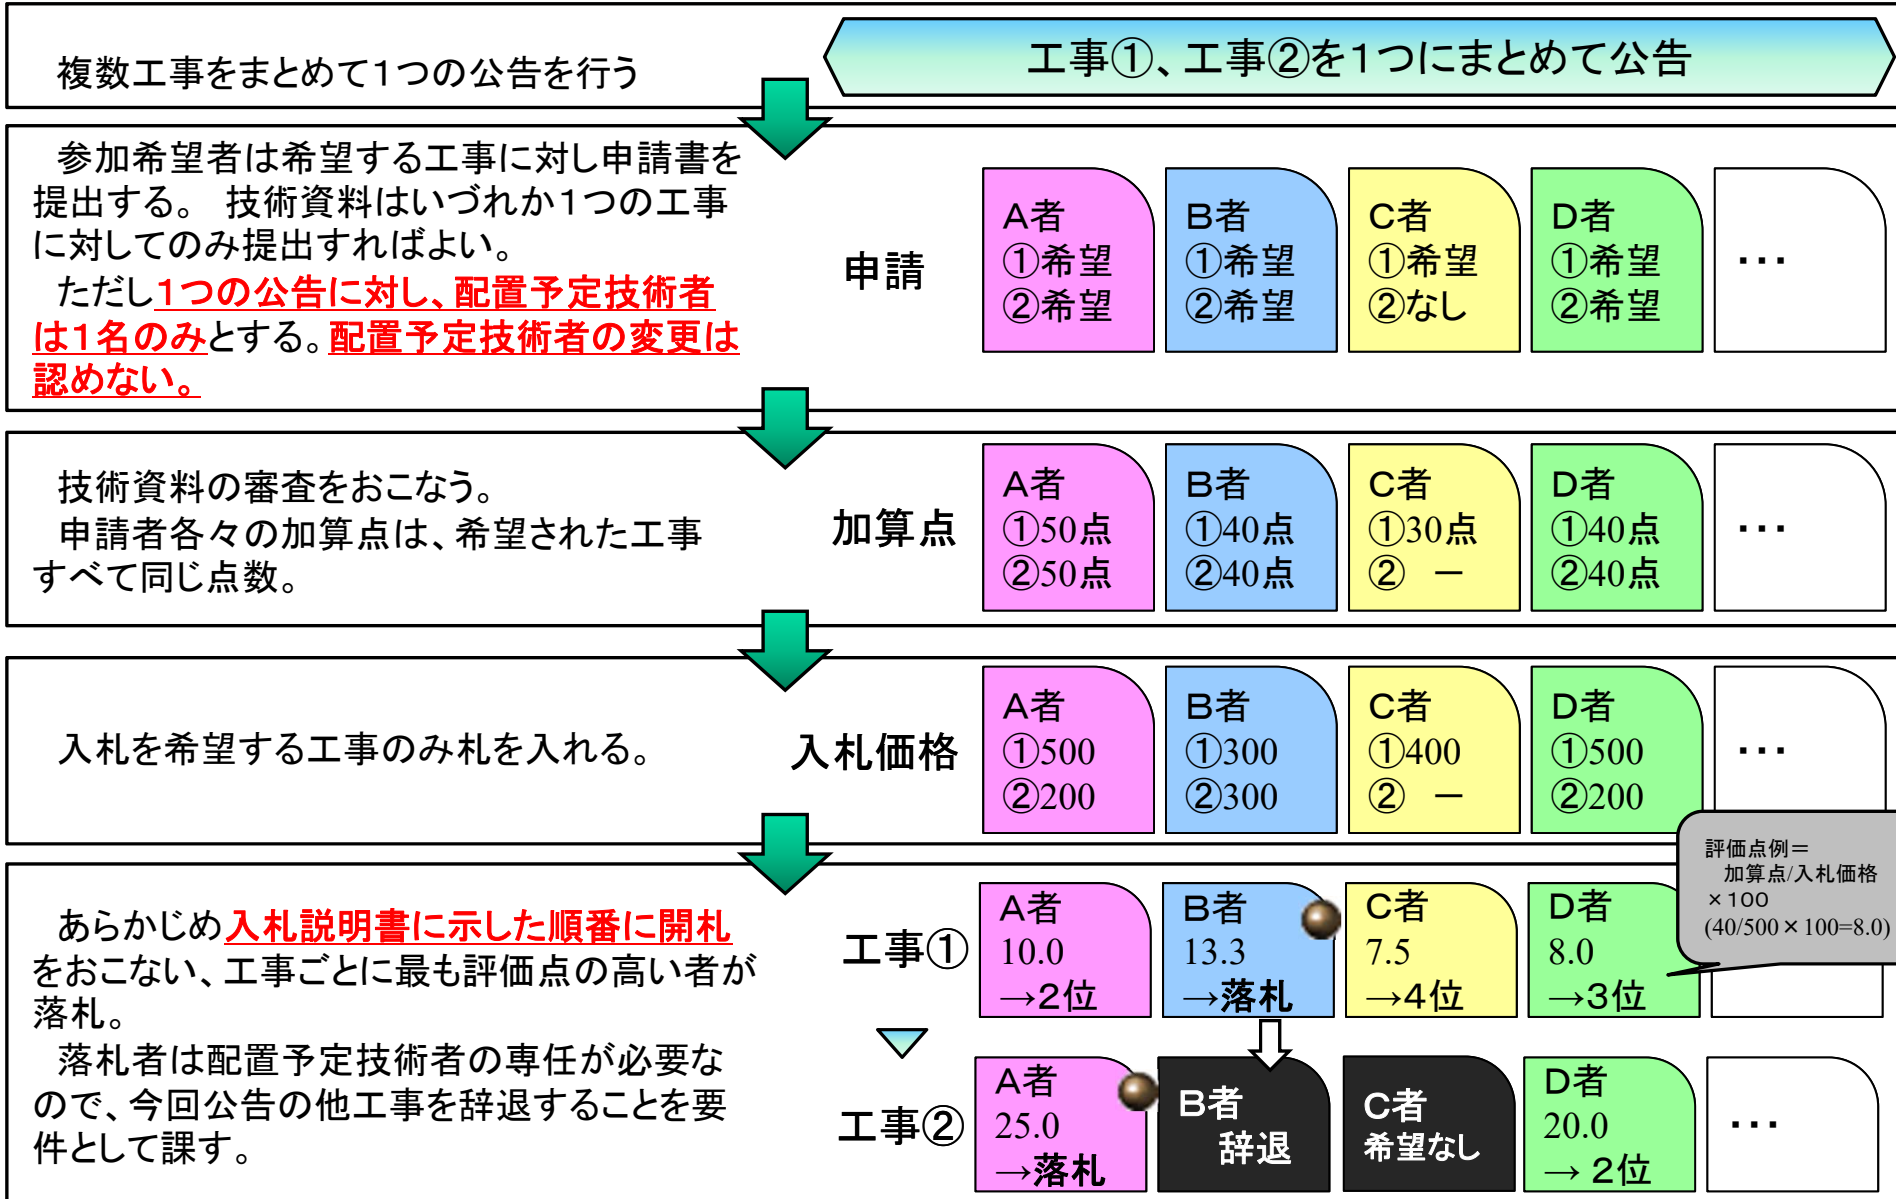 複数工事をまとめて１つの公告を行う
工事①、工事②を１つにまとめて公告
参加希望者は希望する工事に対し申請書を
提出する。 技術資料はいづれか１つの工事
に対してのみ提出すればよい。
ただし１つの公告に対し、配置予定技術者
は１名のみとする。配置予定技術者の変更は
認めない。
申請
A者
①希望
②希望
B者
①希望
②希望
C者
①希望
②なし
D者
①希望
②希望
・・・
技術資料の審査をおこなう。
申請者各々の加算点は、希望された工事
すべて同じ点数。
加算点
A者
①50点
②50点
B者
①40点
②40点
C者
①30点
② －
D者
①40点
②40点
・・・
入札を希望する工事のみ札を入れる。
入札価格
A者
①500
②200
B者
①300
②300
C者
①400
② －
D者
①500
②200
・・・
評価点例＝
加算点/入札価格
×１００
(40/500×100=8.0)
あらかじめ入札説明書に示した順番に開札
をおこない、工事ごとに最も評価点の高い者が
落札。
落札者は配置予定技術者の専任が必要な
ので、今回公告の他工事を辞退することを要
件として課す。
工事①
A者
10.0
→２位
B者
13.3
→落札
C者
7.5
→４位
D者
8.0
→３位
工事②
A者
25.0
→落札
B者
辞退
C者
希望なし
D者
20.0
→ ２位
・・・